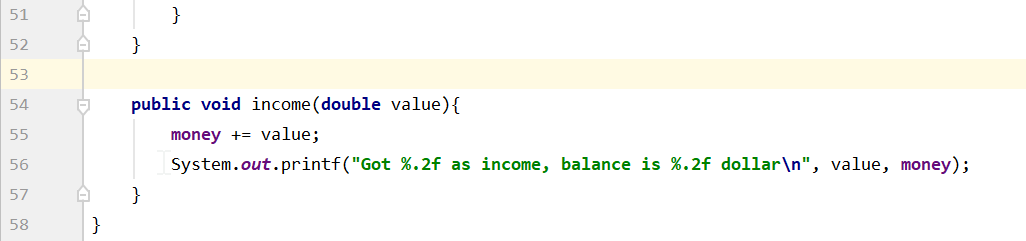 51 }
52 }
53
54 public void income(double value){
55 money += value;
56 System.out.printf("Got %.2f as income, balance is %.2f dollar\n", value, money);
57 }
58 }